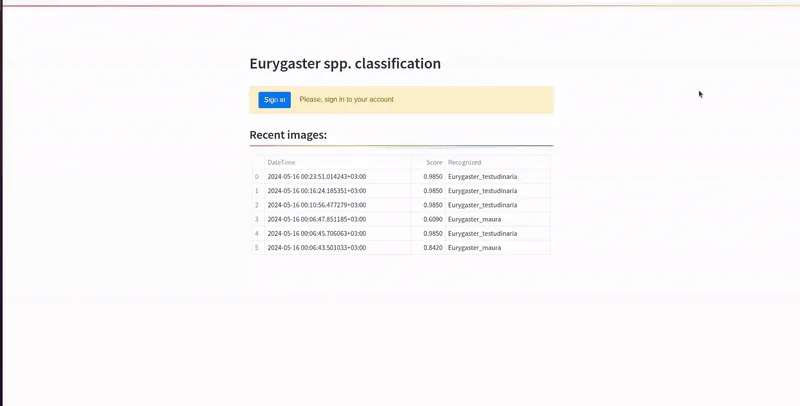 Eurygaster spp. classification
Sign in Please, sign in to your account
Recent images:
DateTime Score Recognized
0 2024-05-16 00:23:51.014243+03:00 0.9850 Eurygaster_testudinaria
1 2024-05-16 00:16:24.185351+03:00 0.9850 Eurygaster_testudinaria
2 2024-05-16 00:10:56.477279+03:00 0.9850 Eurygaster_testudinaria
3 2024-05-16 00:06:47.851185+03:00 0.6090 Eurygaster_maura
4 2024-05-16 00:06:45.706063+03:00 0.9850 Eurygaster_testudinaria
5 2024-05-16 00:06:43.501033+03:00 0.8420 Eurygaster_maura